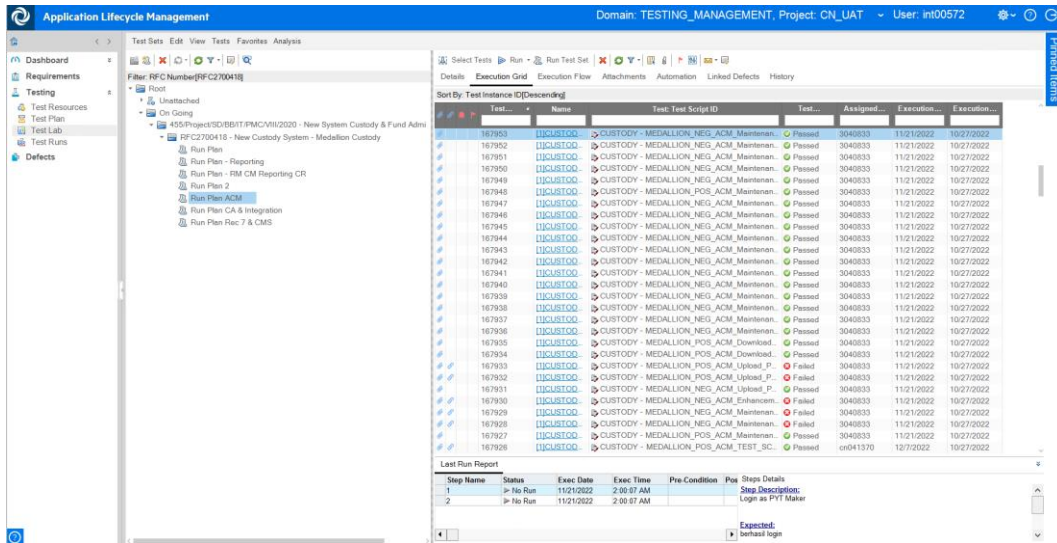 Application Lifecycle Management
Domain: TESTING_MANAGEMENT, Project: CN_UAT User: int00572
Pinned Items
Dashboard
Requirements
Testing
Test Resources
Test Plan
Test Lab
Test Runs
Defects
Test Sets Edit View Tests Favorites Analysis
Filter: RFC Number[RFC2700418]
Root
Unattached
On Going
455/Project/SD/BB/IT/PMC/VIII/2020 - New System Custody & Fund Admi
RFC2700418 - New Custody System - Medallion Custody
Run Plan
Run Plan - Reporting
Run Plan - RM CM Reporting CR
Run Plan 2
Run Plan ACM
Run Plan CA & Integration
Run Plan Rec 7 & CMS
Select Tests Run Run Test Set
Details Execution Grid Execution Flow Attachments Automation Linked Defects History
Sort By: Test Instance ID[Descending]
Test... Name Test: Test Script ID Test... Assigned... Execution... Execution...
167953 [1]CUSTOD... CUSTODY - MEDALLION_NEG_ACM_Maintenan... Passed 3040833 11/21/2022 10/27/2022
167952 [1]CUSTOD... CUSTODY - MEDALLION_NEG_ACM_Maintenan... Passed 3040833 11/21/2022 10/27/2022
167951 [1]CUSTOD... CUSTODY - MEDALLION_NEG_ACM_Maintenan... Passed 3040833 11/21/2022 10/27/2022
167950 [1]CUSTOD... CUSTODY - MEDALLION_NEG_ACM_Maintenan... Passed 3040833 11/21/2022 10/27/2022
167949 [1]CUSTOD... CUSTODY - MEDALLION_NEG_ACM_Maintenan... Passed 3040833 11/21/2022 10/27/2022
167948 [1]CUSTOD... CUSTODY - MEDALLION_POS_ACM_Maintenan... Passed 3040833 11/21/2022 10/27/2022
167947 [1]CUSTOD... CUSTODY - MEDALLION_NEG_ACM_Maintenan... Passed 3040833 11/21/2022 10/27/2022
167946 [1]CUSTOD... CUSTODY - MEDALLION_NEG_ACM_Maintenan... Passed 3040833 11/21/2022 10/27/2022
167945 [1]CUSTOD... CUSTODY - MEDALLION_NEG_ACM_Maintenan... Passed 3040833 11/21/2022 10/27/2022
167944 [1]CUSTOD... CUSTODY - MEDALLION_NEG_ACM_Maintenan... Passed 3040833 11/21/2022 10/27/2022
167943 [1]CUSTOD... CUSTODY - MEDALLION_NEG_ACM_Maintenan... Passed 3040833 11/21/2022 10/27/2022
167942 [1]CUSTOD... CUSTODY - MEDALLION_NEG_ACM_Maintenan... Passed 3040833 11/21/2022 10/27/2022
167941 [1]CUSTOD... CUSTODY - MEDALLION_NEG_ACM_Maintenan... Passed 3040833 11/21/2022 10/27/2022
167940 [1]CUSTOD... CUSTODY - MEDALLION_NEG_ACM_Maintenan... Passed 3040833 11/21/2022 10/27/2022
167939 [1]CUSTOD... CUSTODY - MEDALLION_NEG_ACM_Maintenan... Passed 3040833 11/21/2022 10/27/2022
167938 [1]CUSTOD... CUSTODY - MEDALLION_NEG_ACM_Maintenan... Passed 3040833 11/21/2022 10/27/2022
167937 [1]CUSTOD... CUSTODY - MEDALLION_NEG_ACM_Maintenan... Passed 3040833 11/21/2022 10/27/2022
167936 [1]CUSTOD... CUSTODY - MEDALLION_NEG_ACM_Maintenan... Passed 3040833 11/21/2022 10/27/2022
167935 [1]CUSTOD... CUSTODY - MEDALLION_POS_ACM_Download... Passed 3040833 11/21/2022 10/27/2022
167934 [1]CUSTOD... CUSTODY - MEDALLION_POS_ACM_Download... Passed 3040833 11/21/2022 10/27/2022
167933 [1]CUSTOD... CUSTODY - MEDALLION_POS_ACM_Upload_P... Failed 3040833 11/21/2022 10/27/2022
167932 [1]CUSTOD... CUSTODY - MEDALLION_POS_ACM_Upload_P... Failed 3040833 11/21/2022 10/27/2022
167931 [1]CUSTOD... CUSTODY - MEDALLION_NEG_ACM_Upload_P... Passed 3040833 11/21/2022 10/27/2022
167930 [1]CUSTOD... CUSTODY - MEDALLION_NEG_ACM_Enhancem... Failed 3040833 11/21/2022 10/27/2022
167929 [1]CUSTOD... CUSTODY - MEDALLION_NEG_ACM_Maintenan... Failed 3040833 11/21/2022 10/27/2022
167928 [1]CUSTOD... CUSTODY - MEDALLION_NEG_ACM_Maintenan... Failed 3040833 11/21/2022 10/27/2022
167927 [1]CUSTOD... CUSTODY - MEDALLION_POS_ACM_Maintenan... Passed 3040833 11/21/2022 10/27/2022
167926 [1]CUSTOD... CUSTODY - MEDALLION_POS_ACM_TEST_SC... Passed cn041370 12/7/2022 10/27/2022
Last Run Report
Step Name Status Exec Date Exec Time Pre-Condition Pos
1 No Run 11/21/2022 2:00:07 AM
2 No Run 11/21/2022 2:00:07 AM
Steps Details
Step Description:
Login as PYT Maker
Expected:
berhasil login